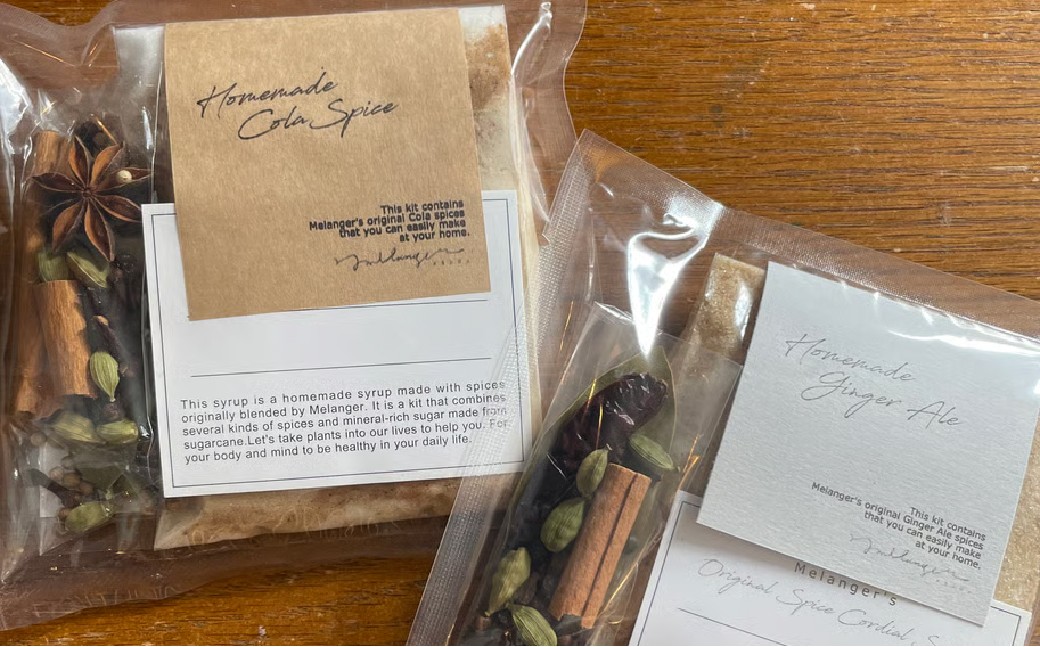 Homemade
Cola Spice
This kit contains
Melanger's original Cola spices
that you can easily make
at your home.
This syrup is a homemade syrup made with spices
originally blended by Melanger. It is a kit that combines
several kinds of spices and mineral-rich sugar made from
sugarcane.Let's take plants into our lives to help you. For
your body and mind to be healthy in your daily life.
Homemade
Ginger Ale
This kit contains
Melanger's original Ginger Ale spices
that you can easily make
at your home.
Melanger's
Original Spice Cordial